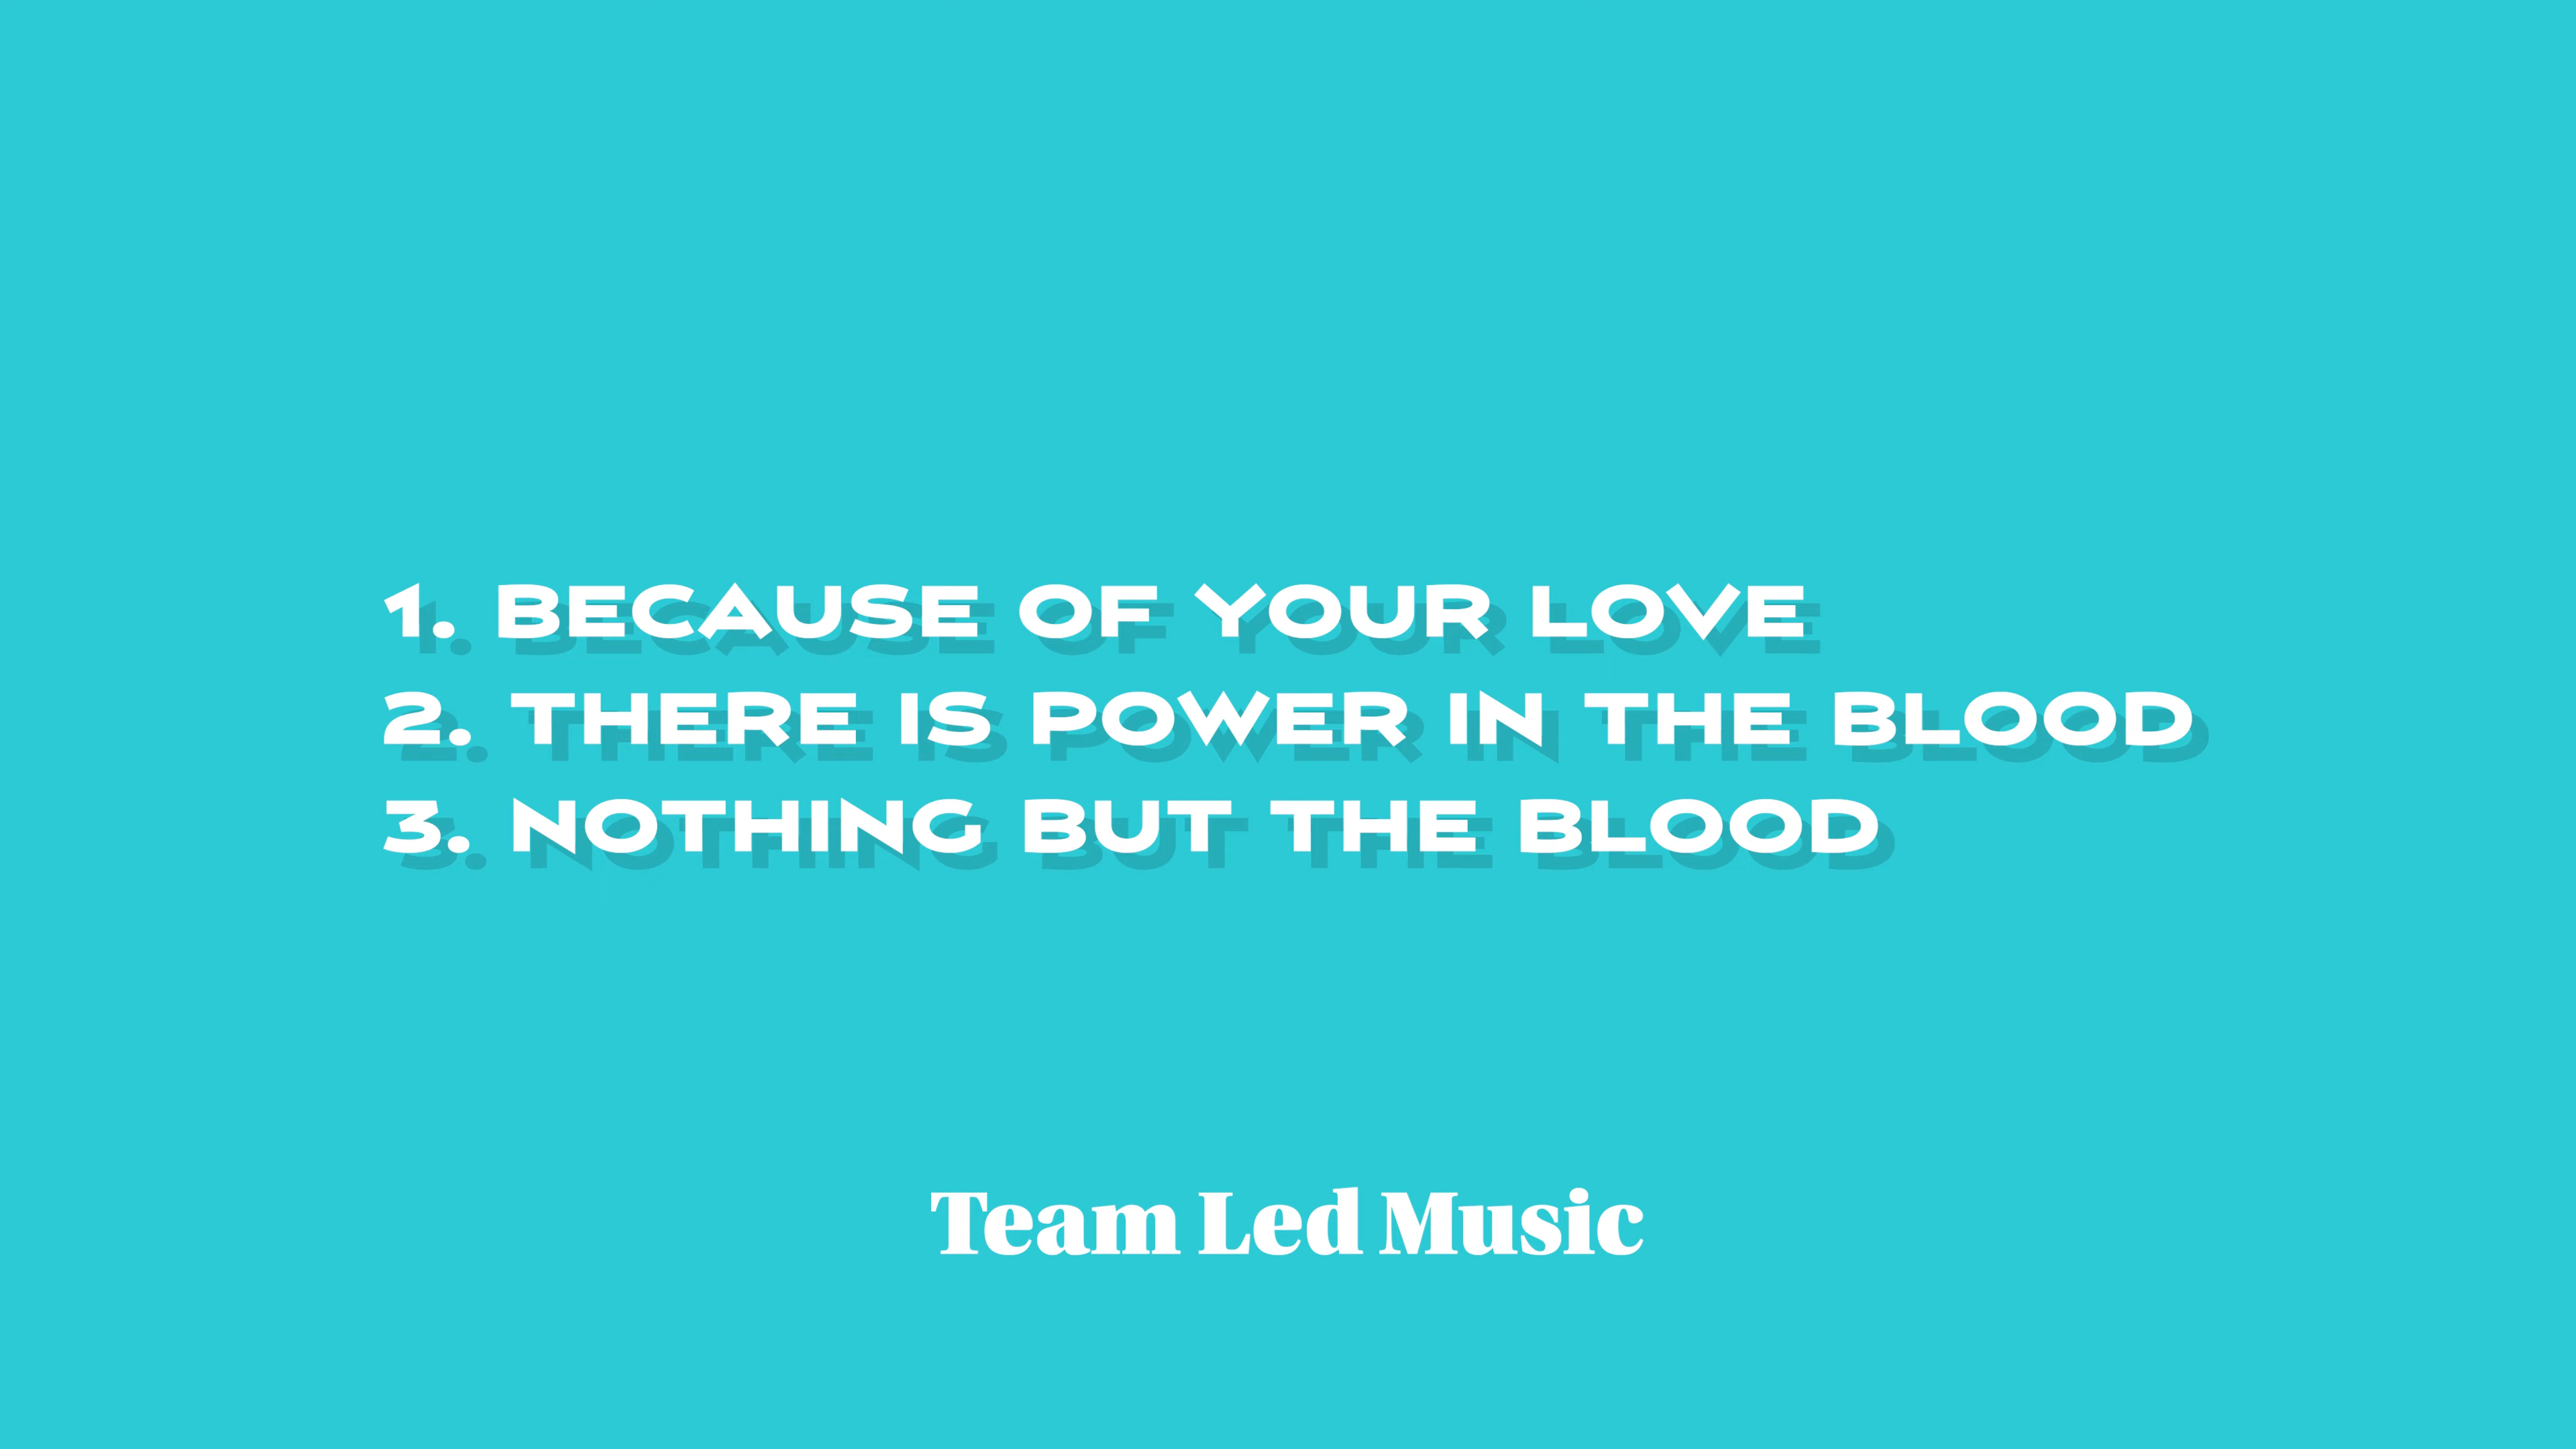 1. BECAUSE OF YOUR LOVE
2. THERE IS POWER IN THE BLOOD
3. NOTHING BUT THE BLOOD
Team Led Music